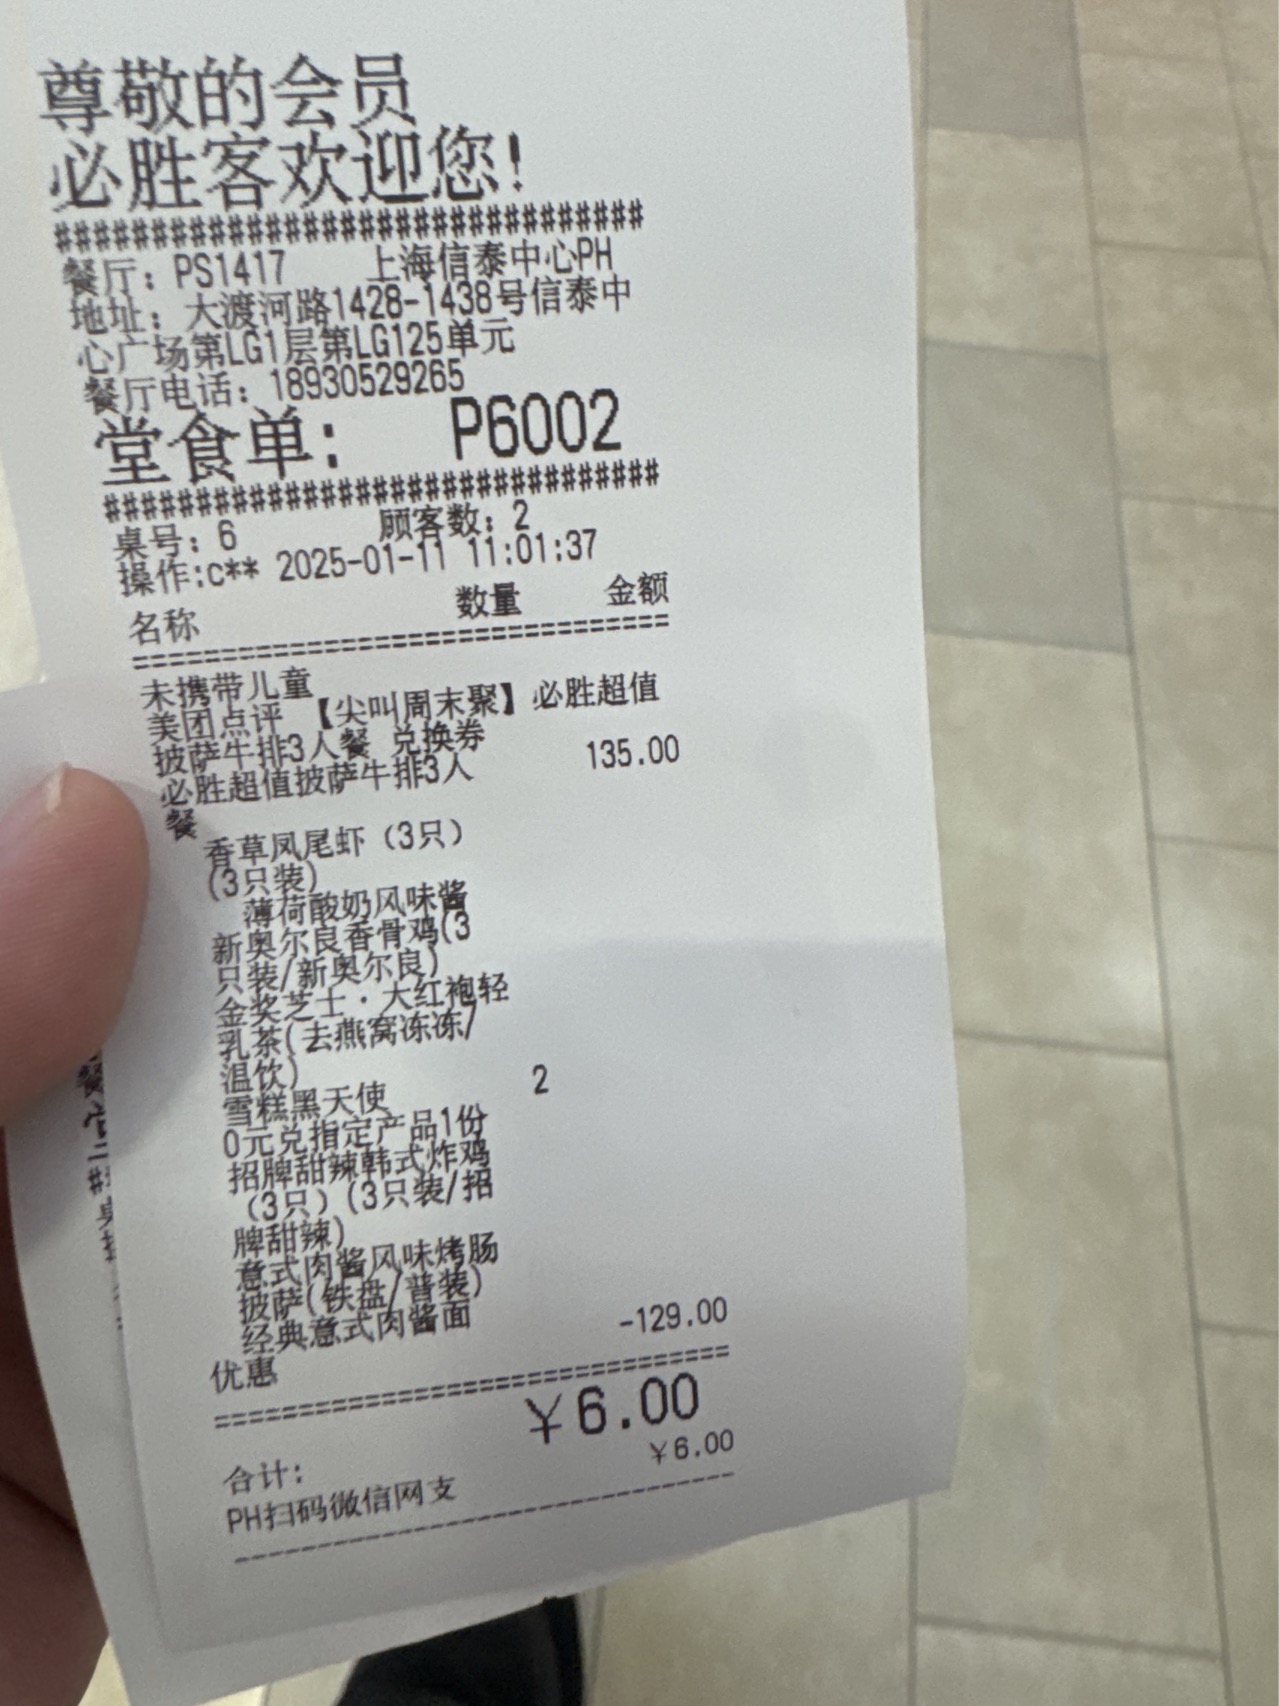 尊敬的会员
必胜客欢迎您!
################################
餐厅: PS1417 上海信泰中心PH
地址: 大渡河路1428-1438号信泰中
心广场第LG1层第LG125单元
餐厅电话: 18930529265
堂食单: P6002
################################
桌号: 6 顾客数: 2
操作:c** 2025-01-11 11:01:37
名称 数量 金额
================================
未携带儿童
美团点评 【尖叫周末聚】必胜超值
披萨牛排3人餐 兑换券
必胜超值披萨牛排3人 135.00
餐
香草凤尾虾（3只）
(3只装)
薄荷酸奶风味酱
新奥尔良香骨鸡(3
只装/新奥尔良)
金奖芝士·大红袍轻
乳茶(去燕窝冻冻/
温饮)
雪糕黑天使 2
0元兑指定产品1份
招牌甜辣韩式炸鸡
（3只）(3只装/招
牌甜辣)
意式肉酱风味烤肠
披萨(铁盘/普装)
经典意式肉酱面
优惠 -129.00
================================
合计: ￥6.00
PH扫码微信网支 ￥6.00
--------------------------------